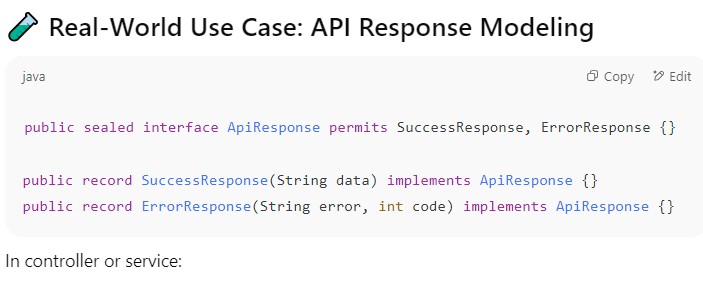 🧪 Real-World Use Case: API Response Modeling
java Copy Edit
public sealed interface ApiResponse permits SuccessResponse, ErrorResponse {}
public record SuccessResponse(String data) implements ApiResponse {}
public record ErrorResponse(String error, int code) implements ApiResponse {}
In controller or service: